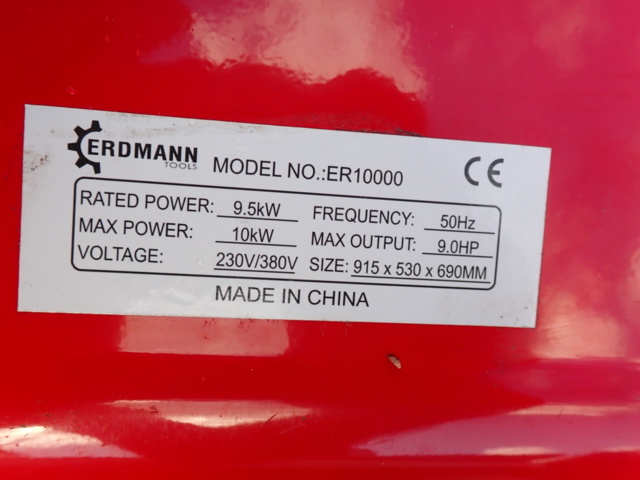 ERDMANN
TOOLS
MODEL NO.:ER10000
CE
RATED POWER: 9.5kW FREQUENCY: 50Hz
MAX POWER: 10kW MAX OUTPUT: 9.0HP
VOLTAGE: 230V/380V SIZE: 915 x 530 x 690MM
MADE IN CHINA